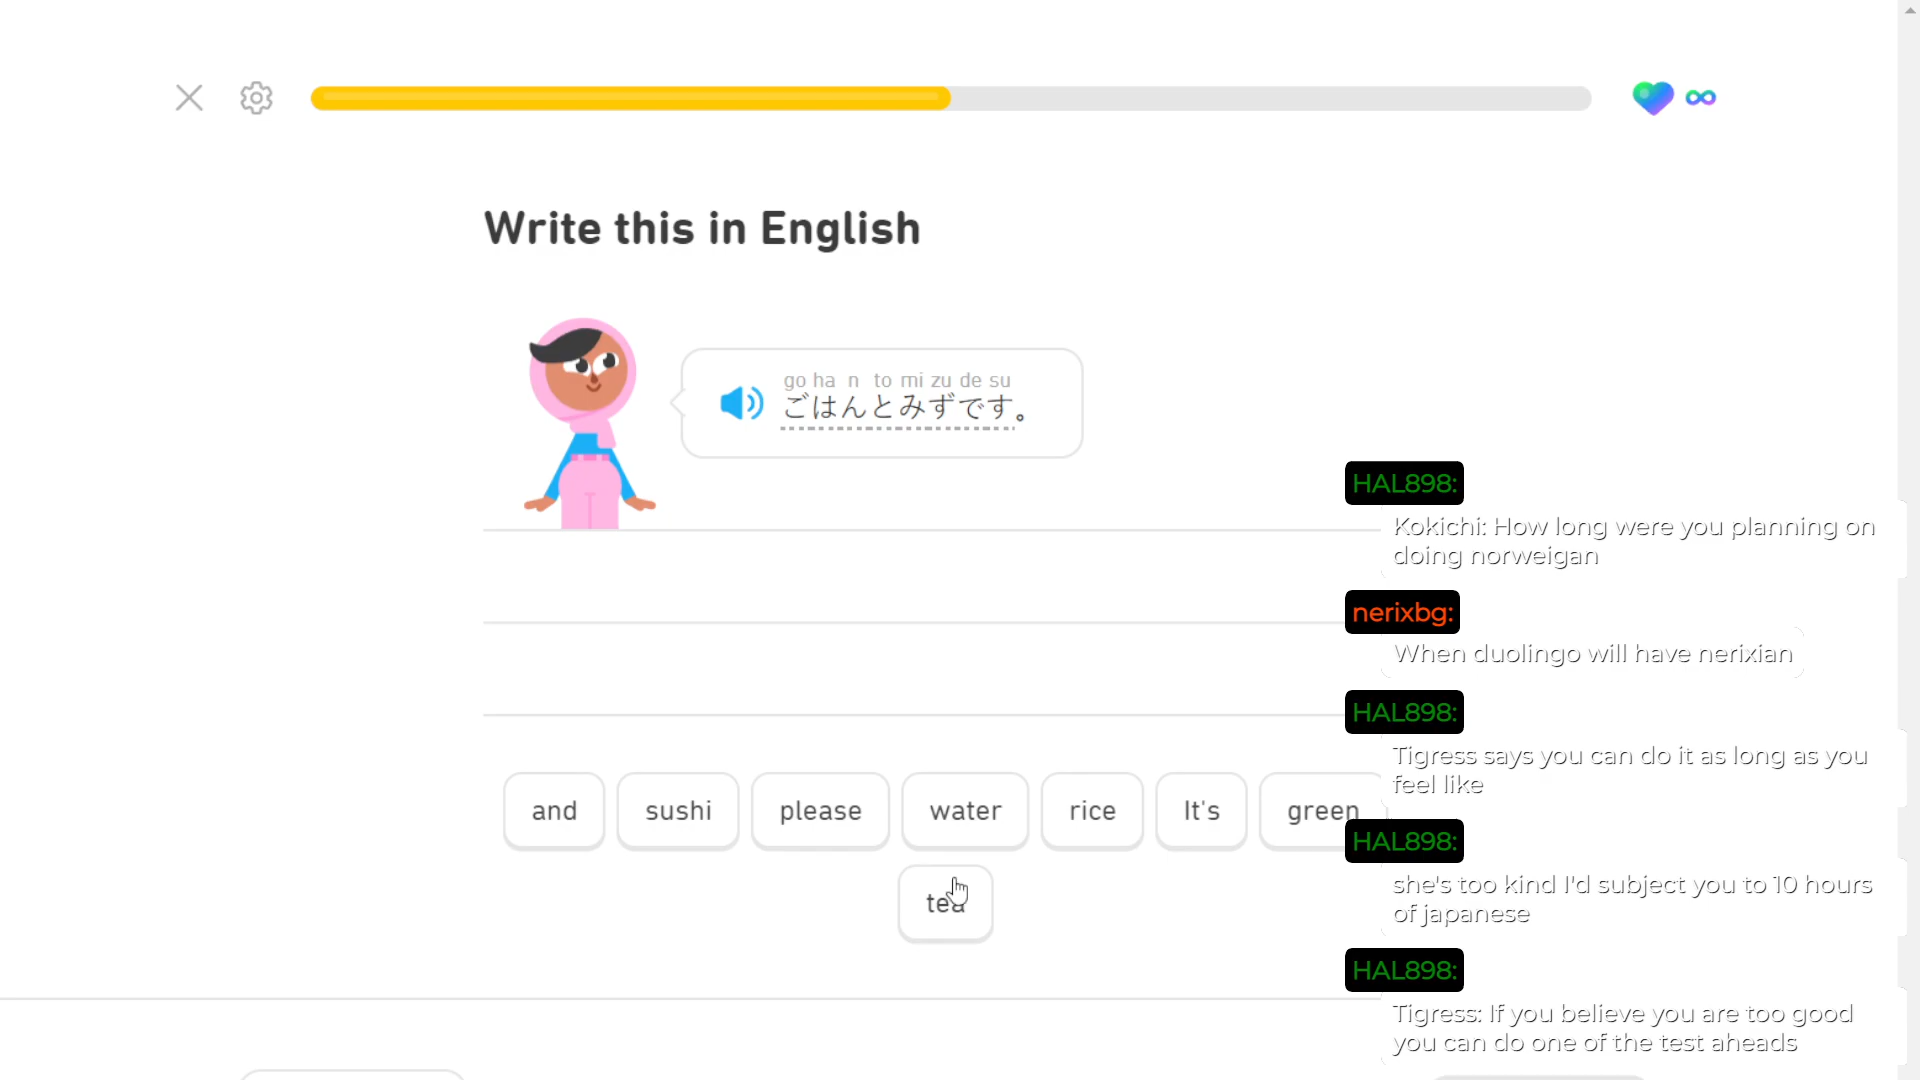 Write this in English
go ha n to mi zu de su
ごはんとみずです。
and sushi please water rice It's green
tea
HAL898:
Kokichi: How long were you planning on
doing norweigan
nerixbg:
When duolingo will have nerixian
HAL898:
Tigress says you can do it as long as you
feel like
HAL898:
she's too kind I'd subject you to 10 hours
of japanese
HAL898:
Tigress: If you believe you are too good
you can do one of the test aheads